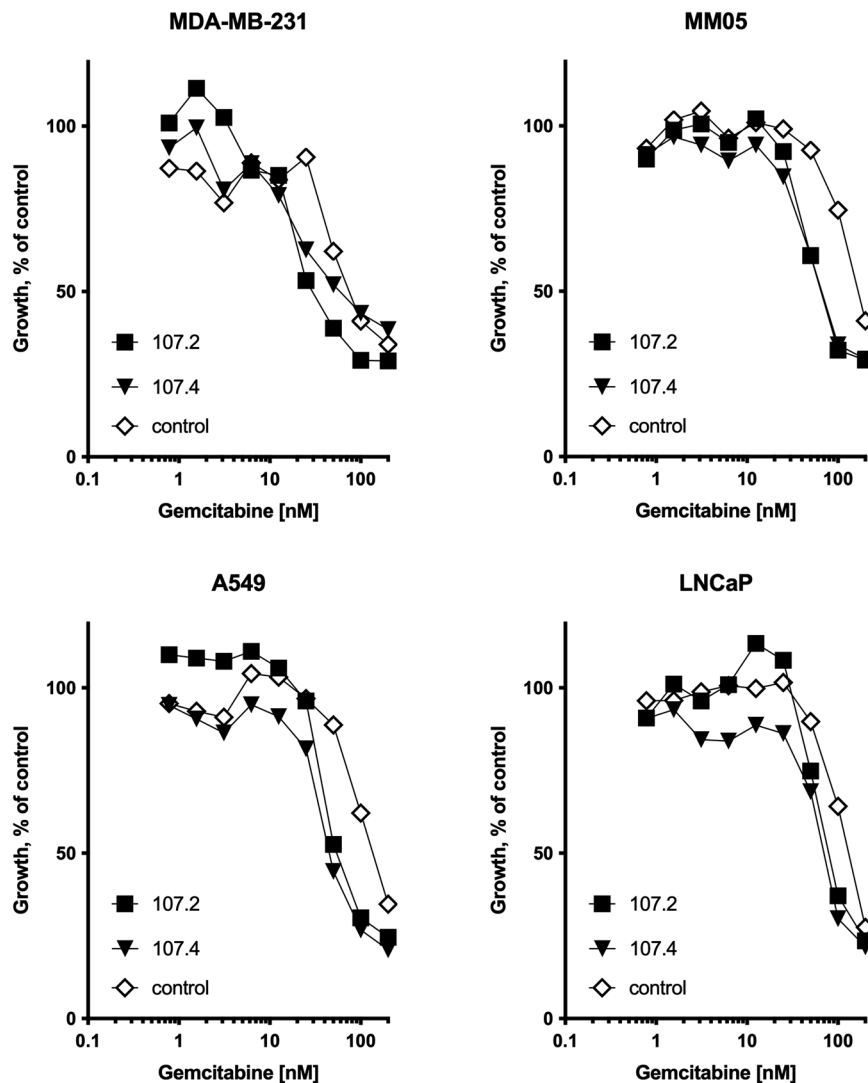 MDA-MB-231
Growth, % of control
100
50
0
107.2
107.4
control
0.1 1 10 100
Gemcitabine [nM]
MM05
Growth, % of control
100
50
0
107.2
107.4
control
0.1 1 10 100
Gemcitabine [nM]
A549
Growth, % of control
100
50
0
107.2
107.4
control
0.1 1 10 100
Gemcitabine [nM]
LNCaP
Growth, % of control
100
50
0
107.2
107.4
control
0.1 1 10 100
Gemcitabine [nM]